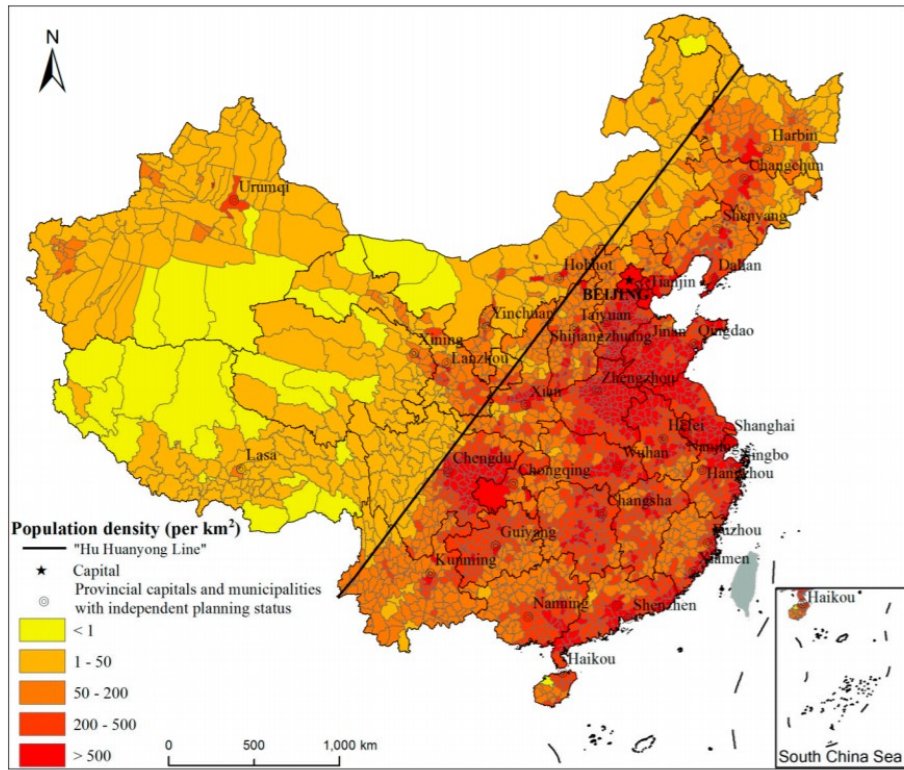 N
Harbin
Changchun
Urumqi
Shenyang
Hohhot
Dalian
Tianjin
BEIJING
Yinchuan
Taiyuan
Xining
Shijiangzhuang
Jinan
Qingdao
Lanzhou
Xian
Zhengzhou
Hefei
Shanghai
Nanjing
Lasa
Chengdu
Wuhan
Ningbo
Chongqing
Hangzhou
Changsha
Population density (per km²)
"Hu Huanyong Line"
Guiyang
Fuzhou
Capital
Kunming
Xiamen
Provincial capitals and municipalities
with independent planning status
Nanning
Shenzhen
Haikou
< 1
1 - 50
Haikou
50 - 200
200 - 500
> 500
0
500
1,000 km
South China Sea